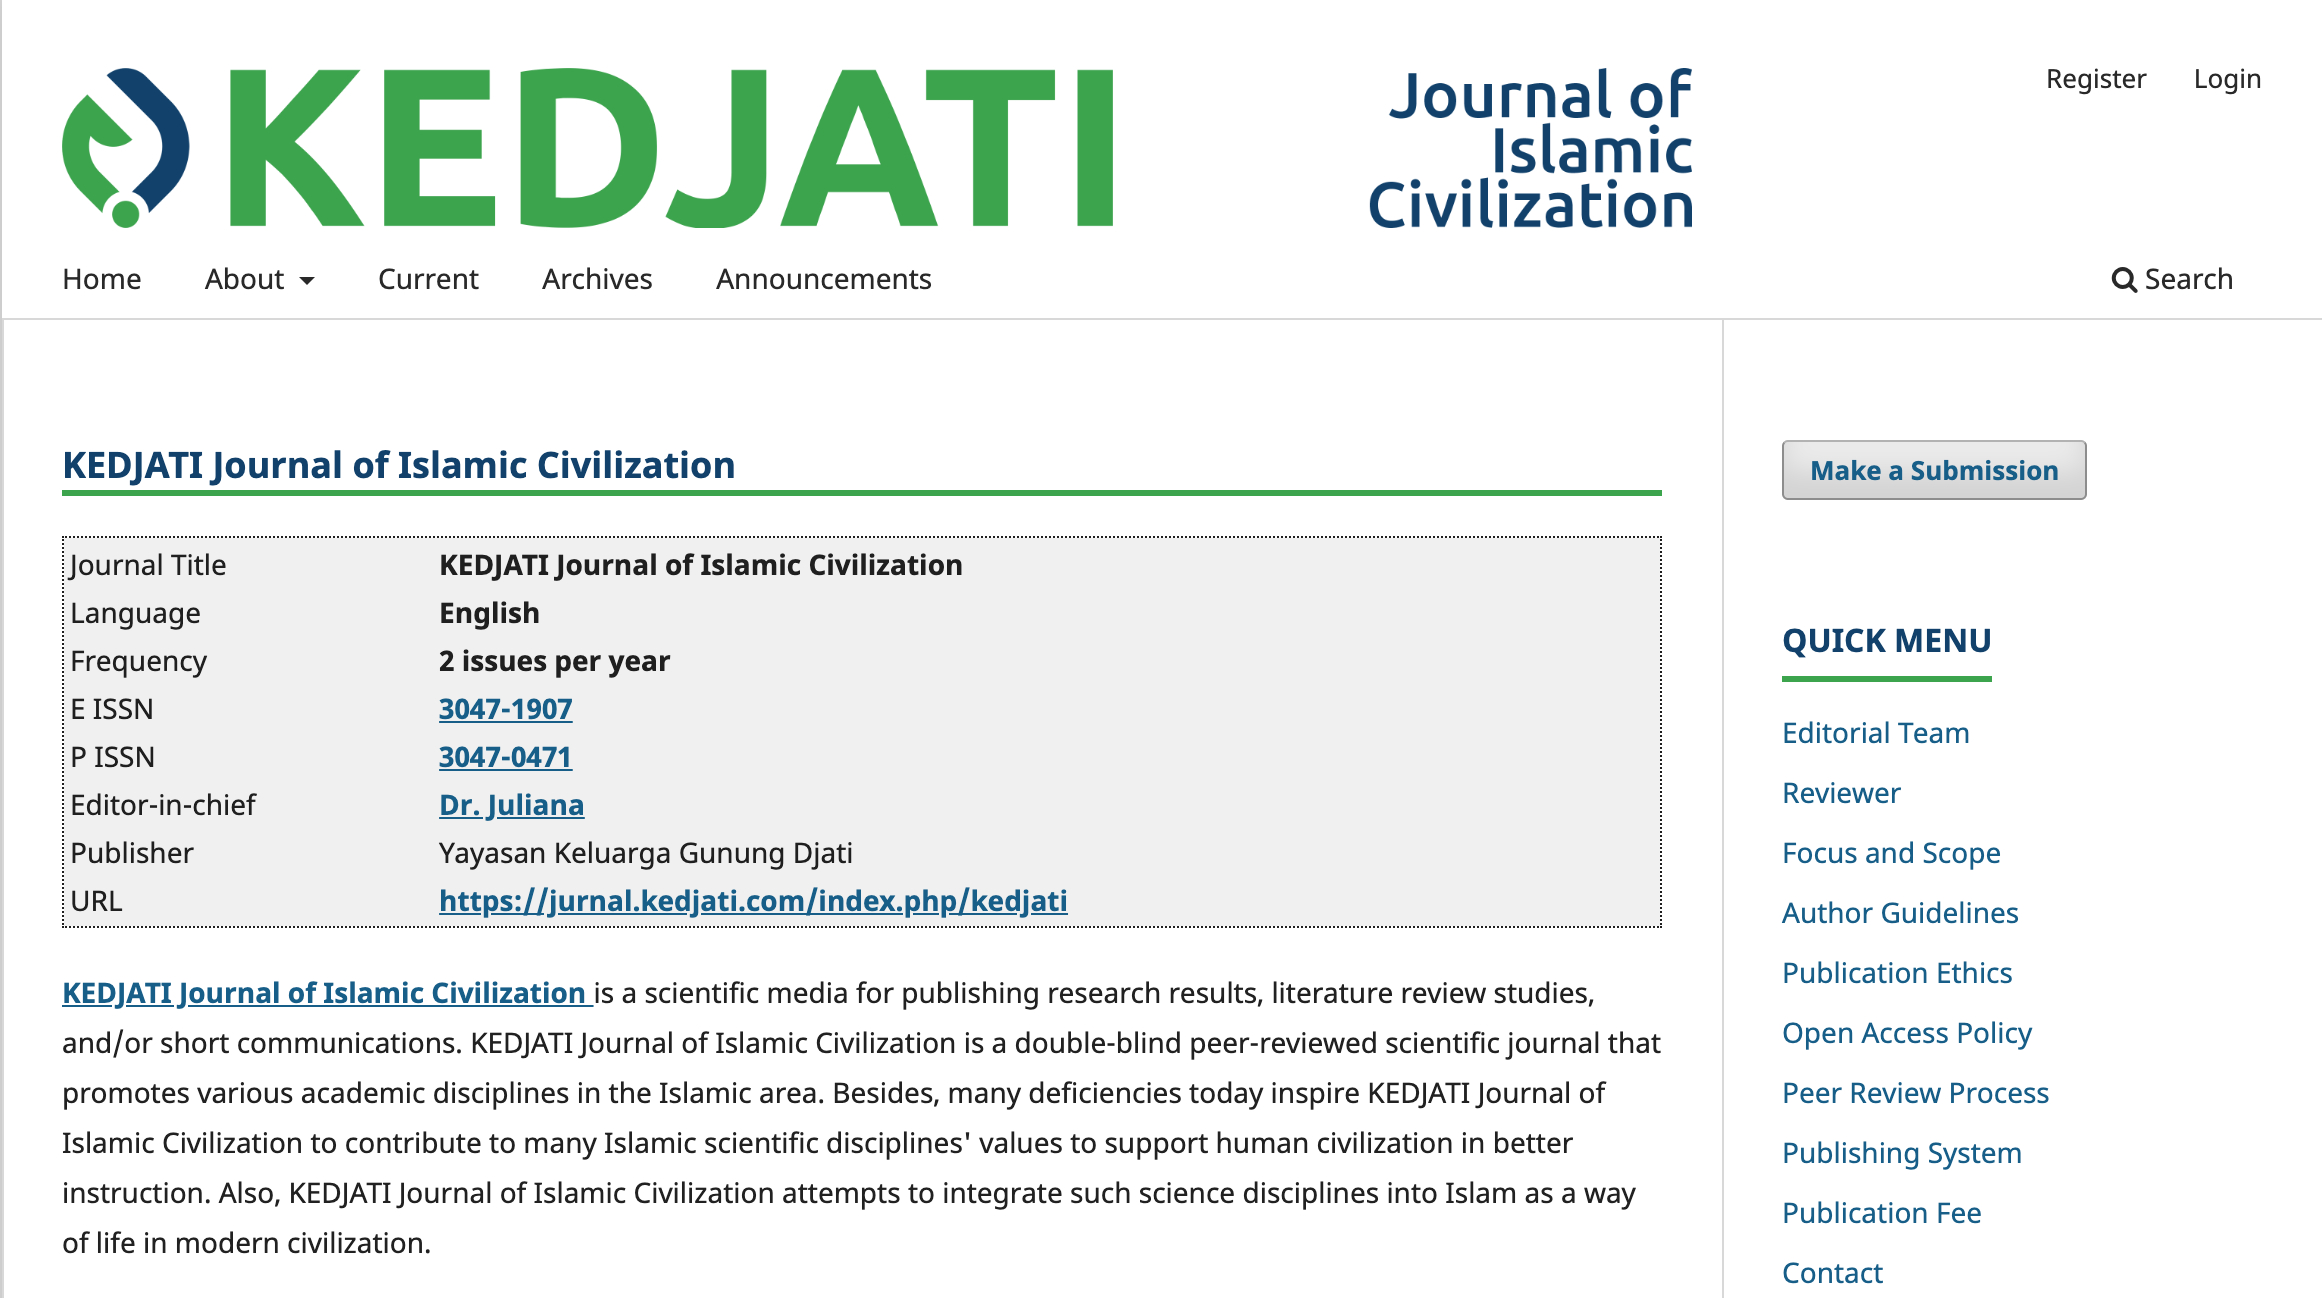 KEDJATI
Journal of
Islamic
Civilization
Register Login
Home About Current Archives Announcements Search
KEDJATI Journal of Islamic Civilization
Journal Title KEDJATI Journal of Islamic Civilization
Language English
Frequency 2 issues per year
E ISSN 3047-1907
P ISSN 3047-0471
Editor-in-chief Dr. Juliana
Publisher Yayasan Keluarga Gunung Djati
URL https://jurnal.kedjati.com/index.php/kedjati
KEDJATI Journal of Islamic Civilization is a scientific media for publishing research results, literature review studies,
and/or short communications. KEDJATI Journal of Islamic Civilization is a double-blind peer-reviewed scientific journal that
promotes various academic disciplines in the Islamic area. Besides, many deficiencies today inspire KEDJATI Journal of
Islamic Civilization to contribute to many Islamic scientific disciplines' values to support human civilization in better
instruction. Also, KEDJATI Journal of Islamic Civilization attempts to integrate such science disciplines into Islam as a way
of life in modern civilization.
Make a Submission
QUICK MENU
Editorial Team
Reviewer
Focus and Scope
Author Guidelines
Publication Ethics
Open Access Policy
Peer Review Process
Publishing System
Publication Fee
Contact